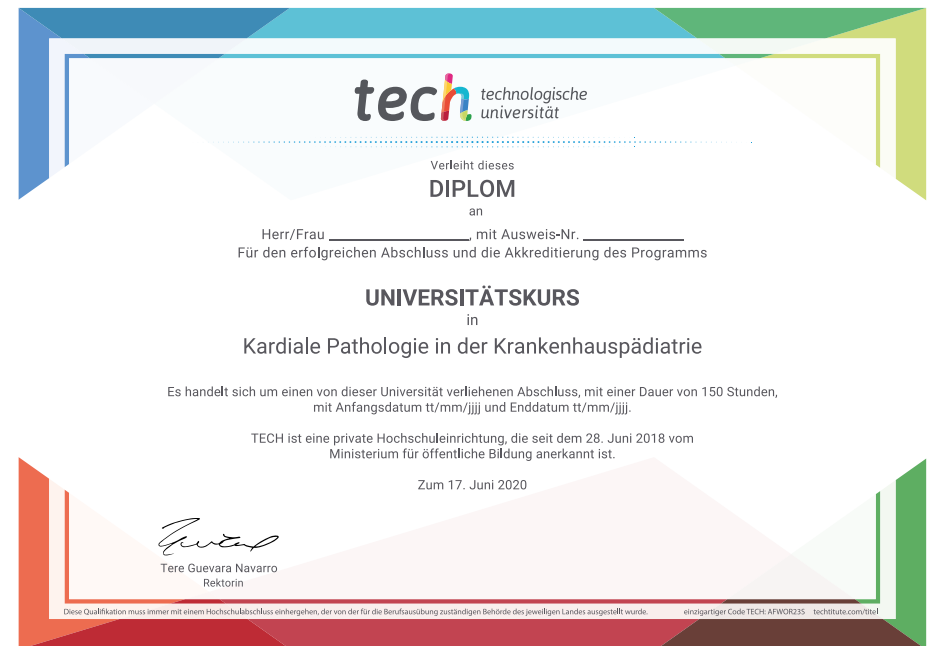 tech technologische
universität
Verleiht dieses
DIPLOM
an
Herr/Frau ____________________, mit Ausweis-Nr. ______________
Für den erfolgreichen Abschluss und die Akkreditierung des Programms
UNIVERSITÄTSKURS
in
Kardiale Pathologie in der Krankenhauspädiatrie
Es handelt sich um einen von dieser Universität verliehenen Abschluss, mit einer Dauer von 150 Stunden,
mit Anfangsdatum tt/mm/jjjj und Enddatum tt/mm/jjjj.
TECH ist eine private Hochschuleinrichtung, die seit dem 28. Juni 2018 vom
Ministerium für öffentliche Bildung anerkannt ist.
Zum 17. Juni 2020
Tere Guevara Navarro
Rektorin
Diese Qualifikation muss immer mit einem Hochschulabschluss einhergehen, der von der für die Berufsausübung zuständigen Behörde des jeweiligen Landes ausgestellt wurde. einzigartiger Code TECH: AFWOR23S techtitute.com/titel